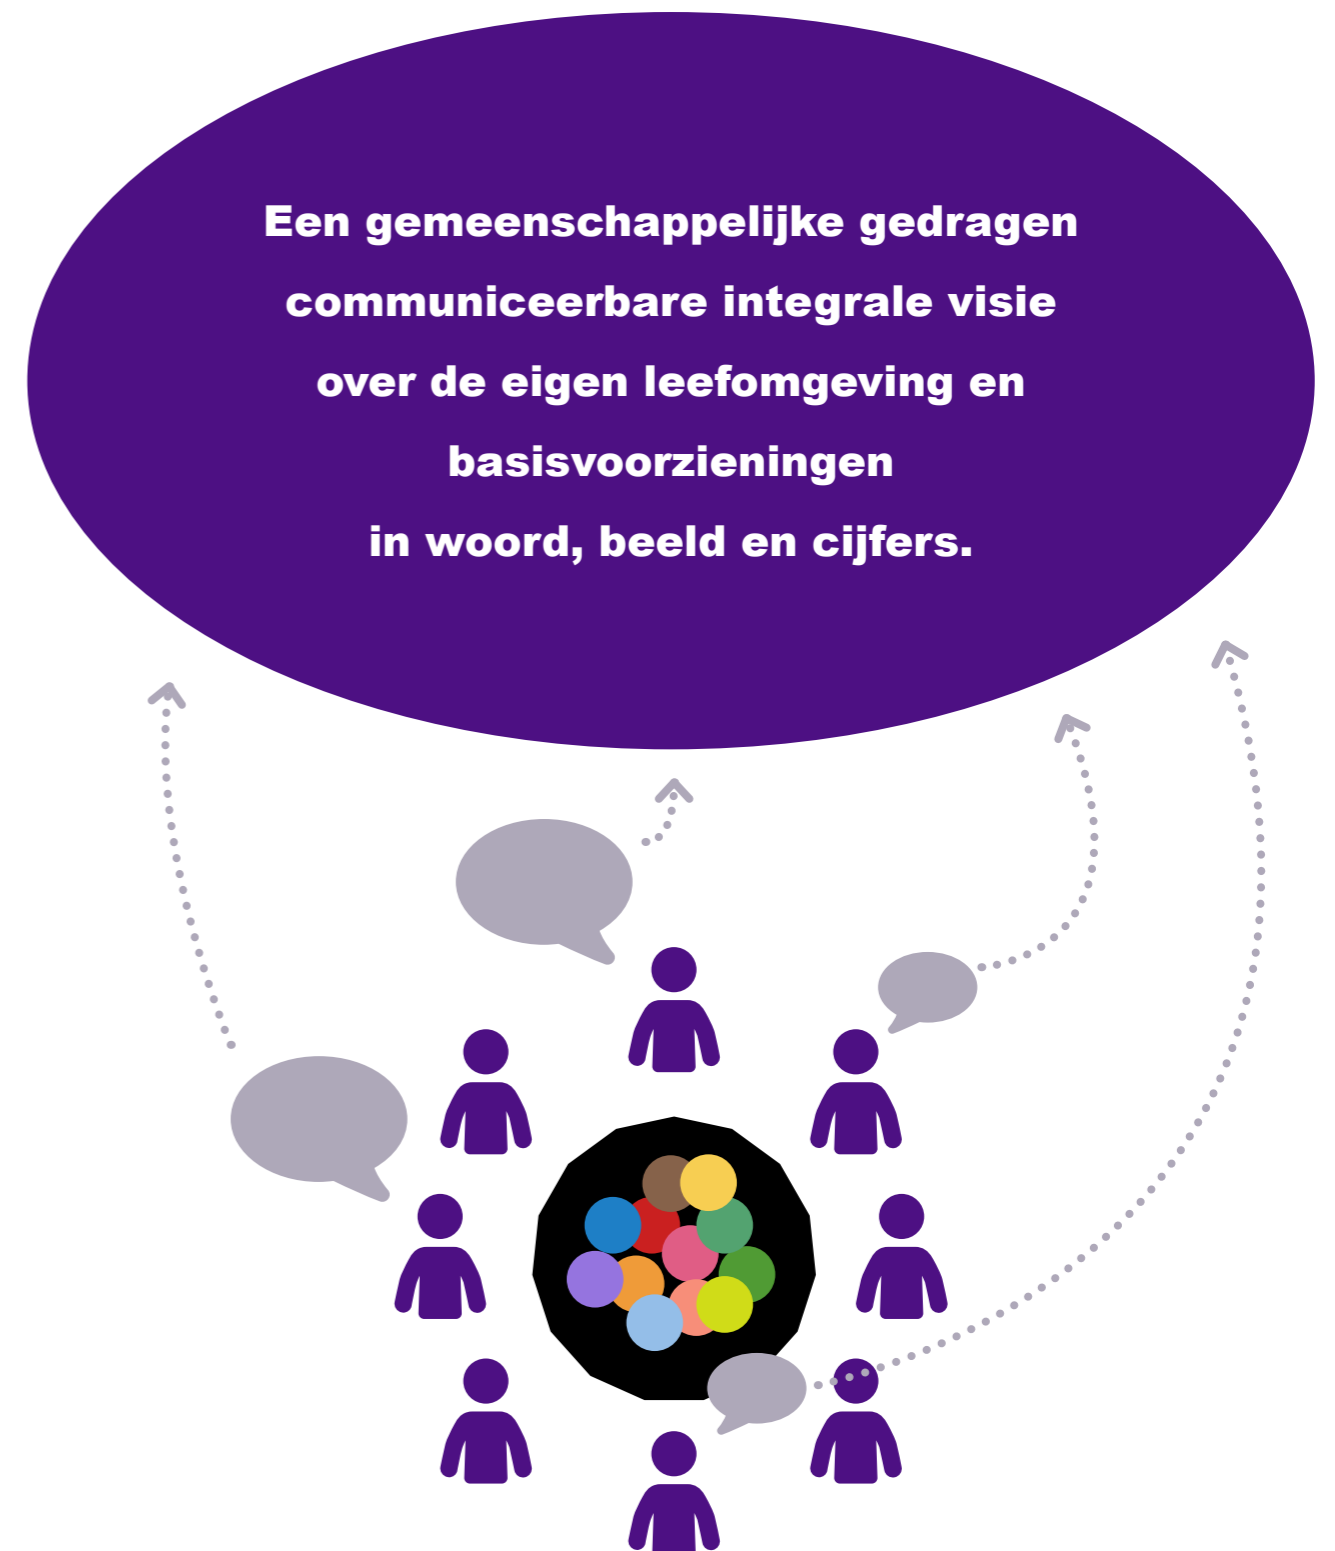 Een gemeenschappelijke gedragen
communiceerbare integrale visie
over de eigen leefomgeving en
basisvoorzieningen
in woord, beeld en cijfers.